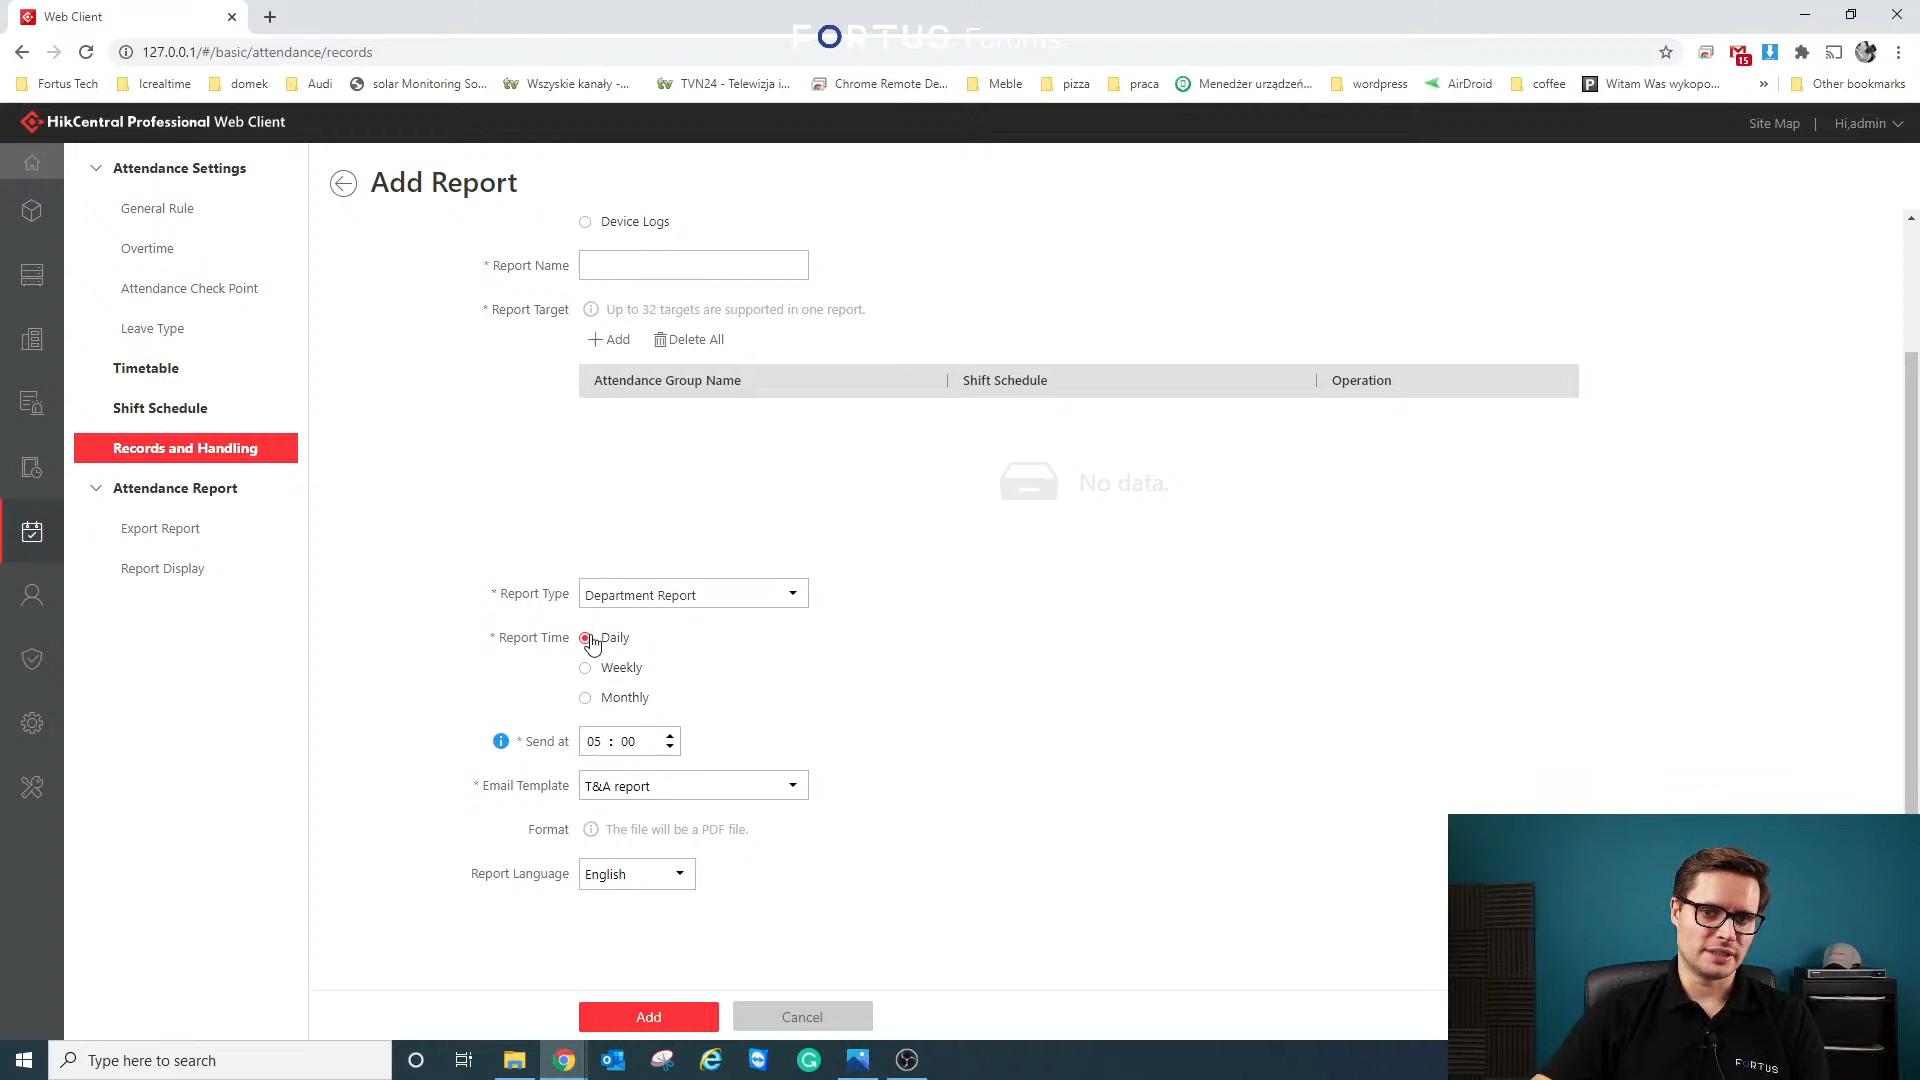 Web Client
FORTUS Forums
127.0.0.1/#/basic/attendance/records
15
Fortus Tech
Icrealtime
domek
Audi
solar Monitoring So...
Wszyskie kanały -...
TVN24 - Telewizja i...
Chrome Remote De...
Meble
pizza
praca
Menedżer urządzeń...
wordpress
AirDroid
coffee
Witam Was wykopo...
»
Other bookmarks
HikCentral Professional Web Client
Site Map | Hi,admin
Attendance Settings
General Rule
Overtime
Attendance Check Point
Leave Type
Timetable
Shift Schedule
Records and Handling
Attendance Report
Export Report
Report Display
Add Report
Device Logs
* Report Name
* Report Target
Up to 32 targets are supported in one report.
Add
Delete All
Attendance Group Name | Shift Schedule | Operation
No data.
* Report Type Department Report
* Report Time Daily
Weekly
Monthly
* Send at 05 : 00
* Email Template T&A report
Format The file will be a PDF file.
Report Language English
Add
Cancel
FORTUS
Type here to search